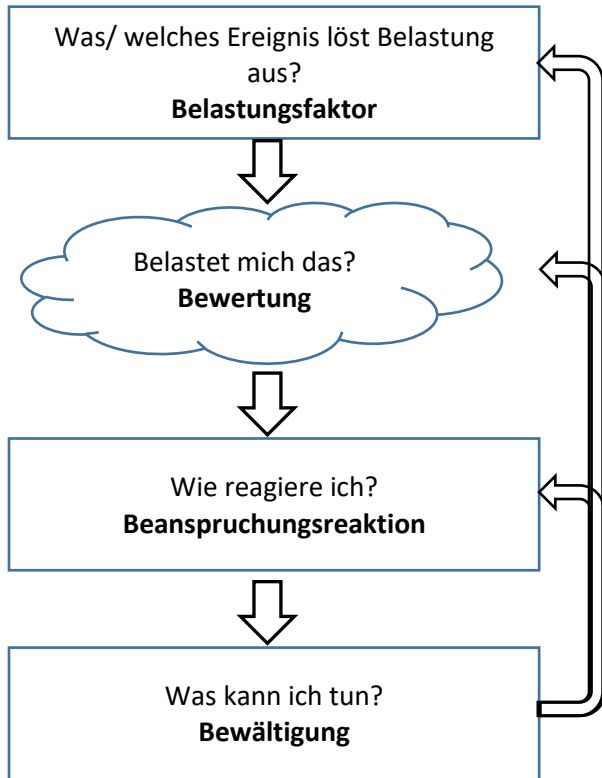 Was/ welches Ereignis löst Belastung
aus?
Belastungsfaktor
Belastet mich das?
Bewertung
Wie reagiere ich?
Beanspruchungsreaktion
Was kann ich tun?
Bewältigung